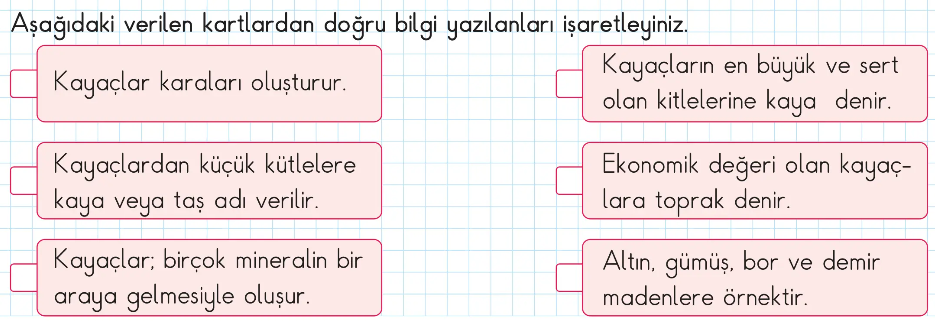 Aşağıdaki verilen kartlardan doğru bilgi yazılanları işaretleyiniz.
Kayaçlar karaları oluşturur.
Kayaçların en büyük ve sert
olan kitlelerine kaya denir.
Kayaçlardan küçük kütlelere
kaya veya taş adı verilir.
Ekonomik değeri olan kayaç-
lara toprak denir.
Kayaçlar; birçok mineralin bir
araya gelmesiyle oluşur.
Altın, gümüş, bor ve demir
madenlere örnektir.